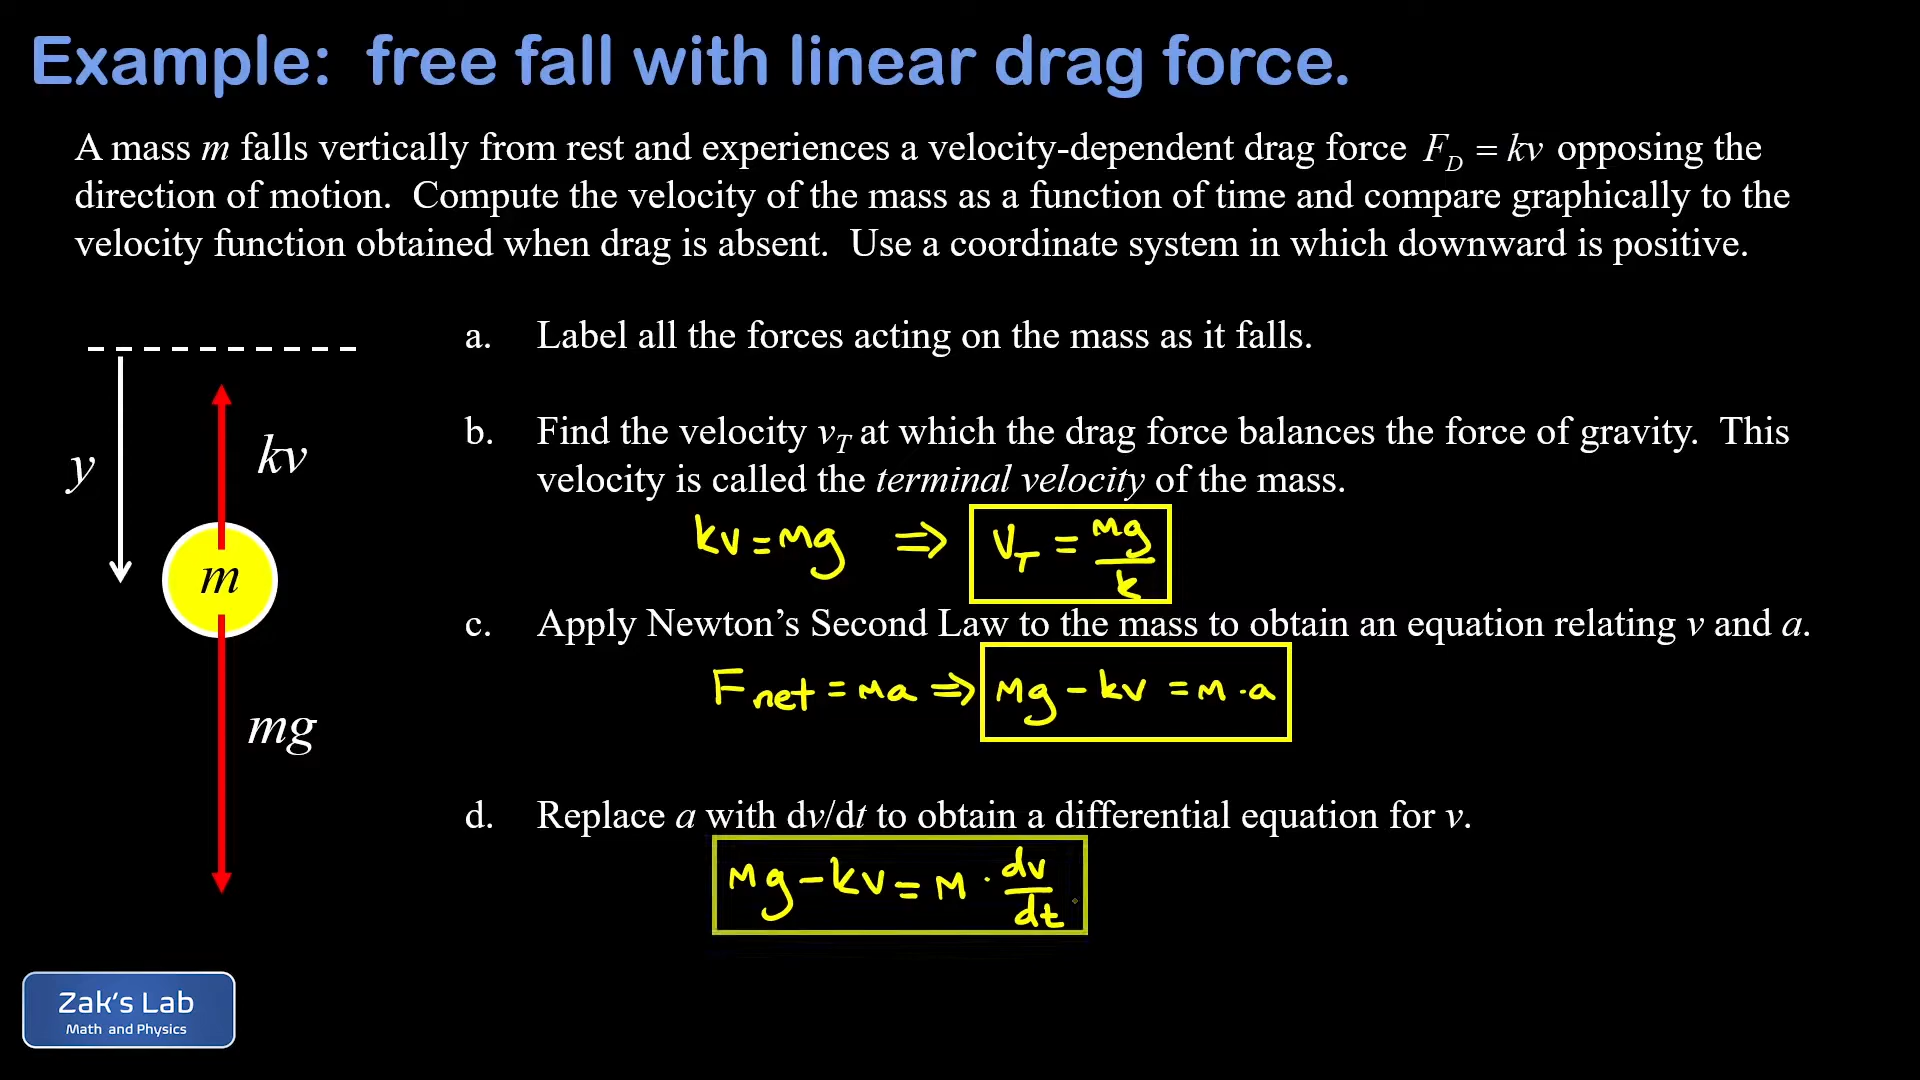 Example: free fall with linear drag force.
A mass m falls vertically from rest and experiences a velocity-dependent drag force F_D = kv opposing the
direction of motion. Compute the velocity of the mass as a function of time and compare graphically to the
velocity function obtained when drag is absent. Use a coordinate system in which downward is positive.
a. Label all the forces acting on the mass as it falls.
b. Find the velocity v_T at which the drag force balances the force of gravity. This
velocity is called the terminal velocity of the mass.
kv = mg ⇒ v_T = mg/k
c. Apply Newton’s Second Law to the mass to obtain an equation relating v and a.
F_net = ma ⇒ mg - kv = m · a
d. Replace a with dv/dt to obtain a differential equation for v.
mg - kv = m · dv/dt
y
kv
m
mg
Zak’s Lab
Math and Physics